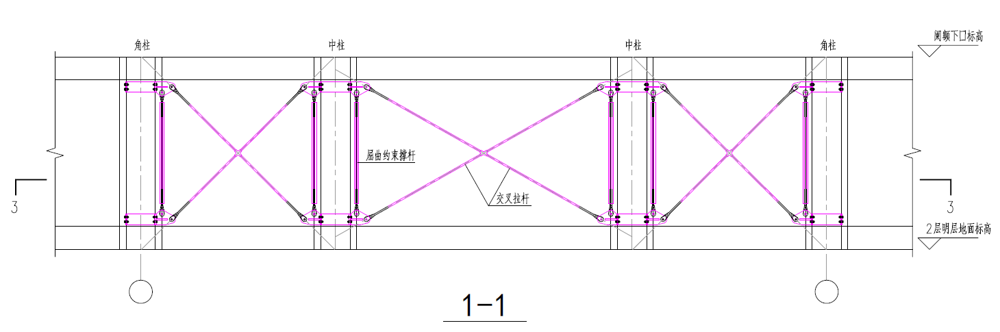 角柱
中柱
中柱
角柱
阑额下口标高
屈曲约束撑杆
交叉拉杆
3
3
2层明层地面标高
1-1